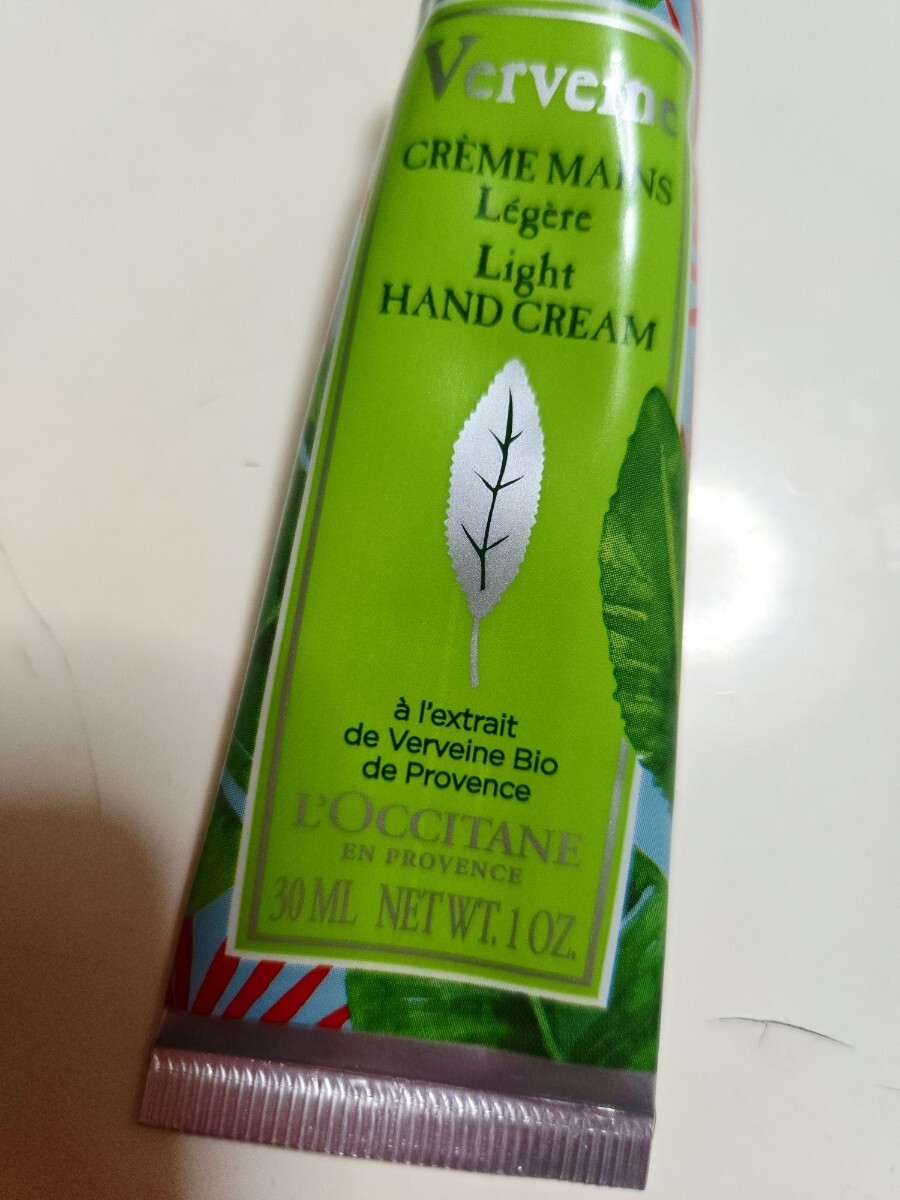 Verveine
CRÈME MAINS
Légère
Light
HAND CREAM
à l'extrait
de Verveine Bio
de Provence
L'OCCITANE
EN PROVENCE
30 ML NET WT. 1 OZ.